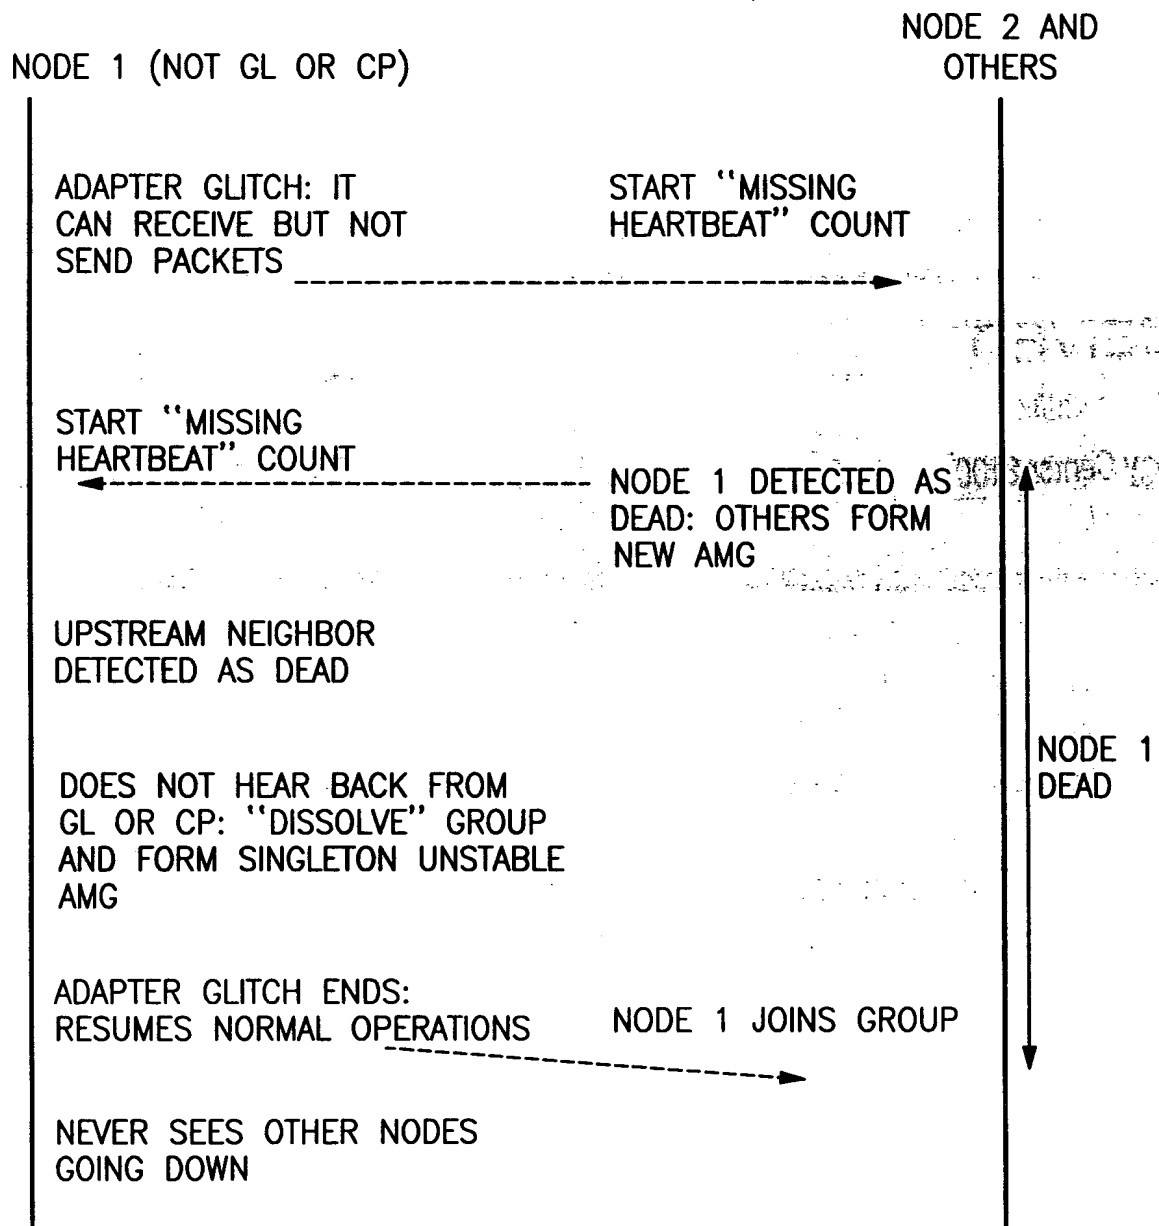 NODE 1 (NOT GL OR CP)
NODE 2 AND
OTHERS
ADAPTER GLITCH: IT
CAN RECEIVE BUT NOT
SEND PACKETS
START ‘‘MISSING
HEARTBEAT’’ COUNT
START ‘‘MISSING
HEARTBEAT’’ COUNT
NODE 1 DETECTED AS
DEAD: OTHERS FORM
NEW AMG
UPSTREAM NEIGHBOR
DETECTED AS DEAD
NODE 1
DEAD
DOES NOT HEAR BACK FROM
GL OR CP: ‘‘DISSOLVE’’ GROUP
AND FORM SINGLETON UNSTABLE
AMG
ADAPTER GLITCH ENDS:
RESUMES NORMAL OPERATIONS
NODE 1 JOINS GROUP
NEVER SEES OTHER NODES
GOING DOWN